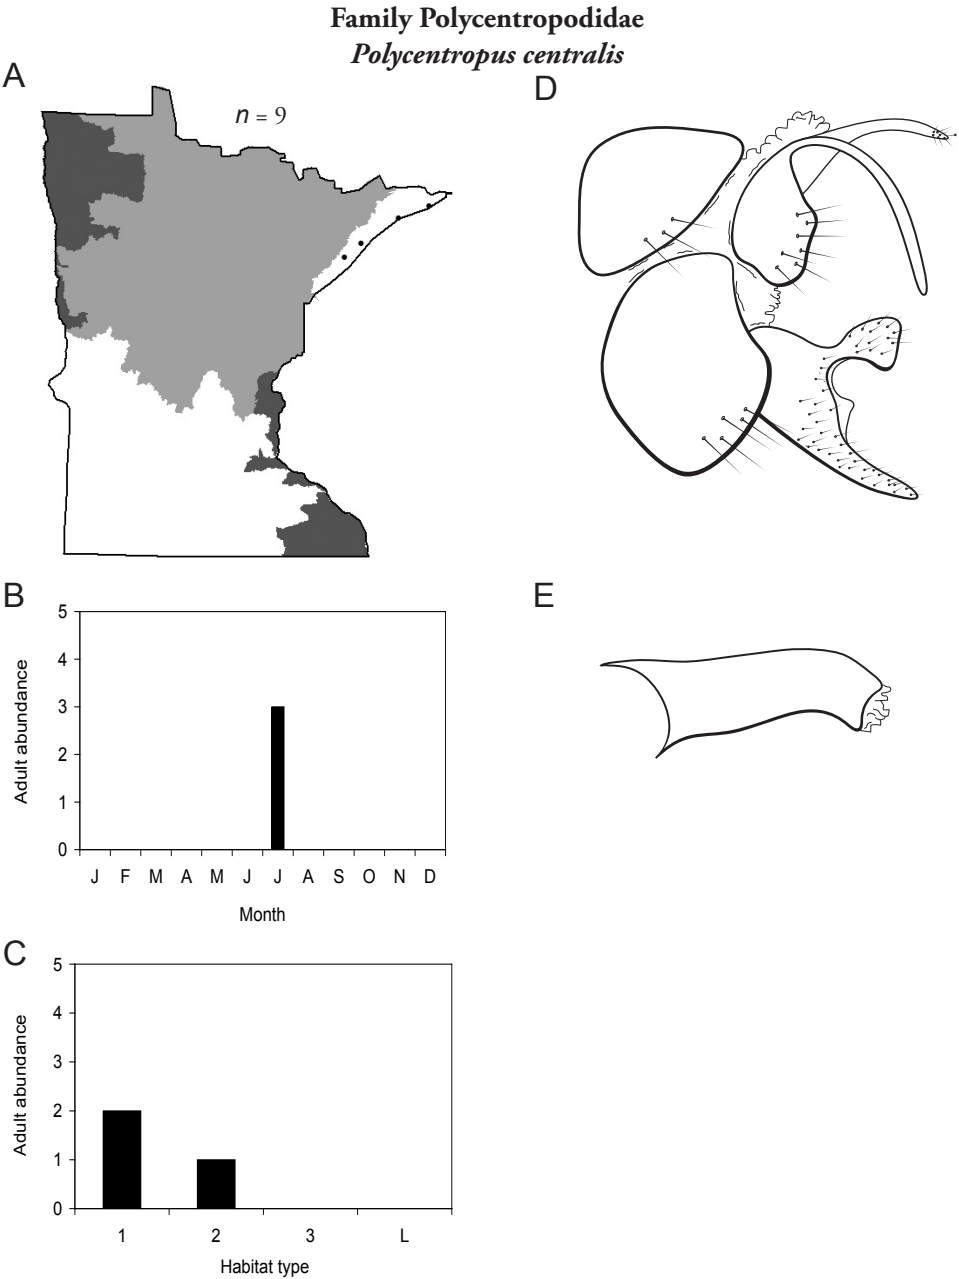 Family Polycentropodidae
Polycentropus centralis
A
n = 9
D
B
5
4
3
2
1
0
Adult abundance
J F M A M J J A S O N D
Month
E
C
5
4
3
2
1
0
Adult abundance
1 2 3 L
Habitat type